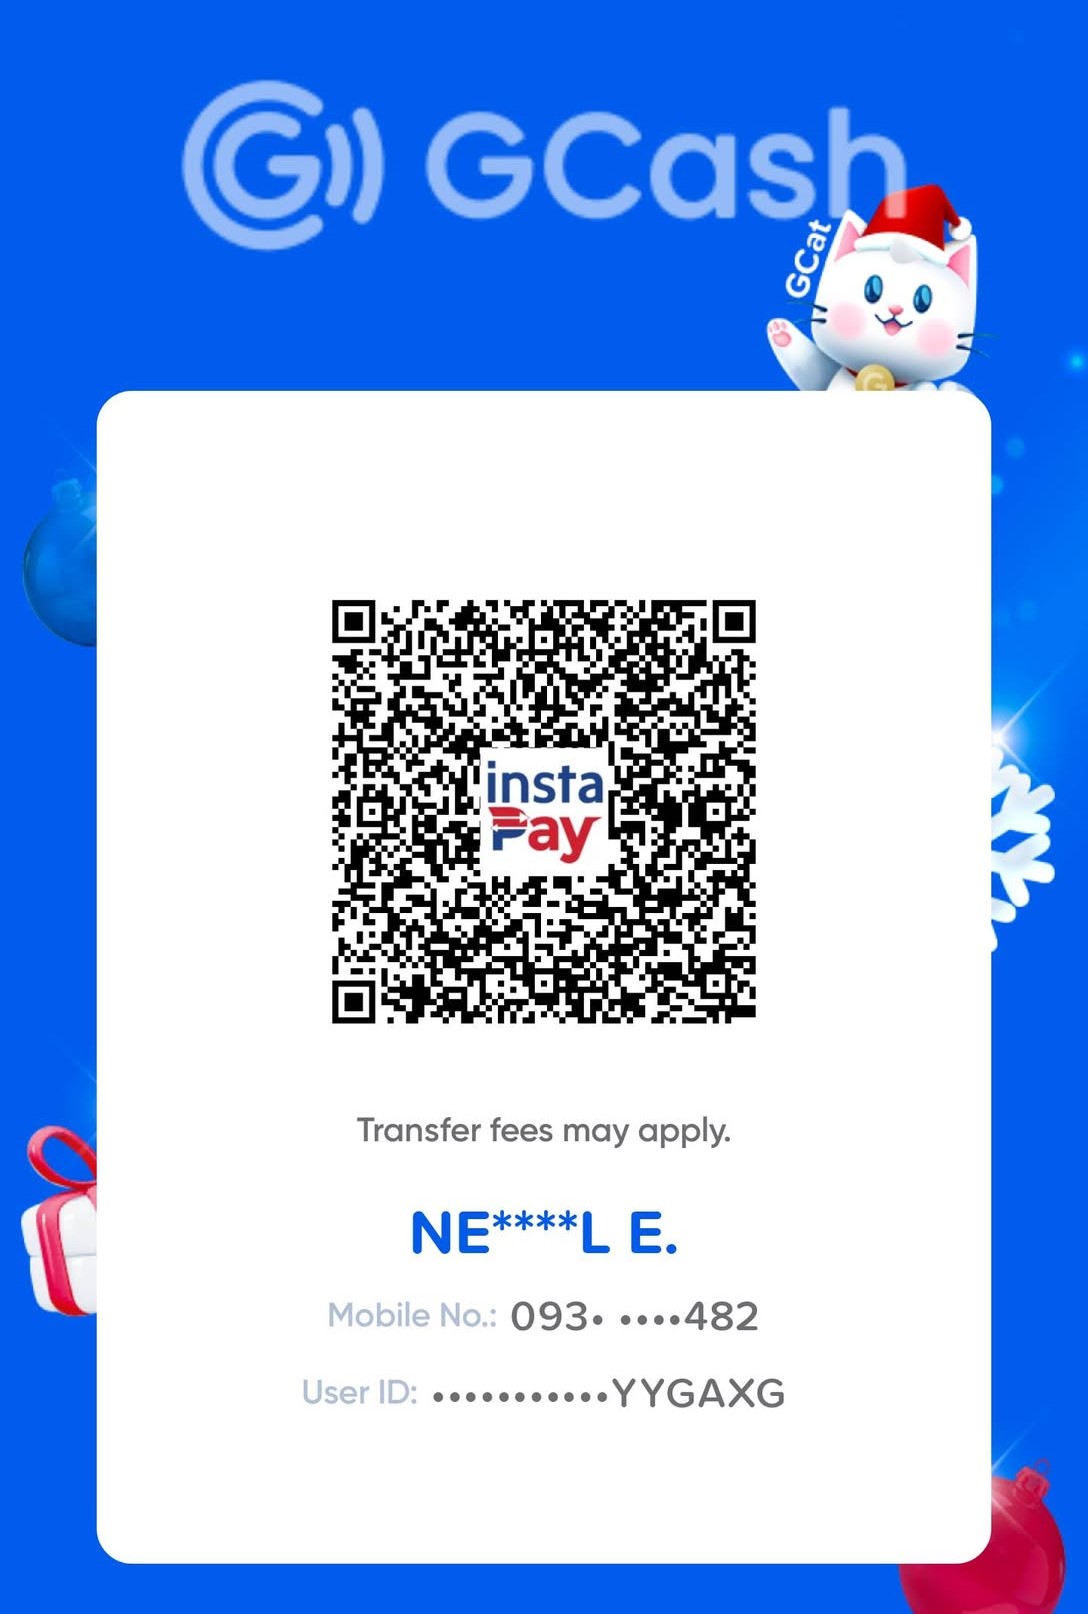 GCash
GCat
G
insta
Pay
Transfer fees may apply.
NE****L E.
Mobile No.: 093• ••••482
User ID: •••••••••••YYGAXG